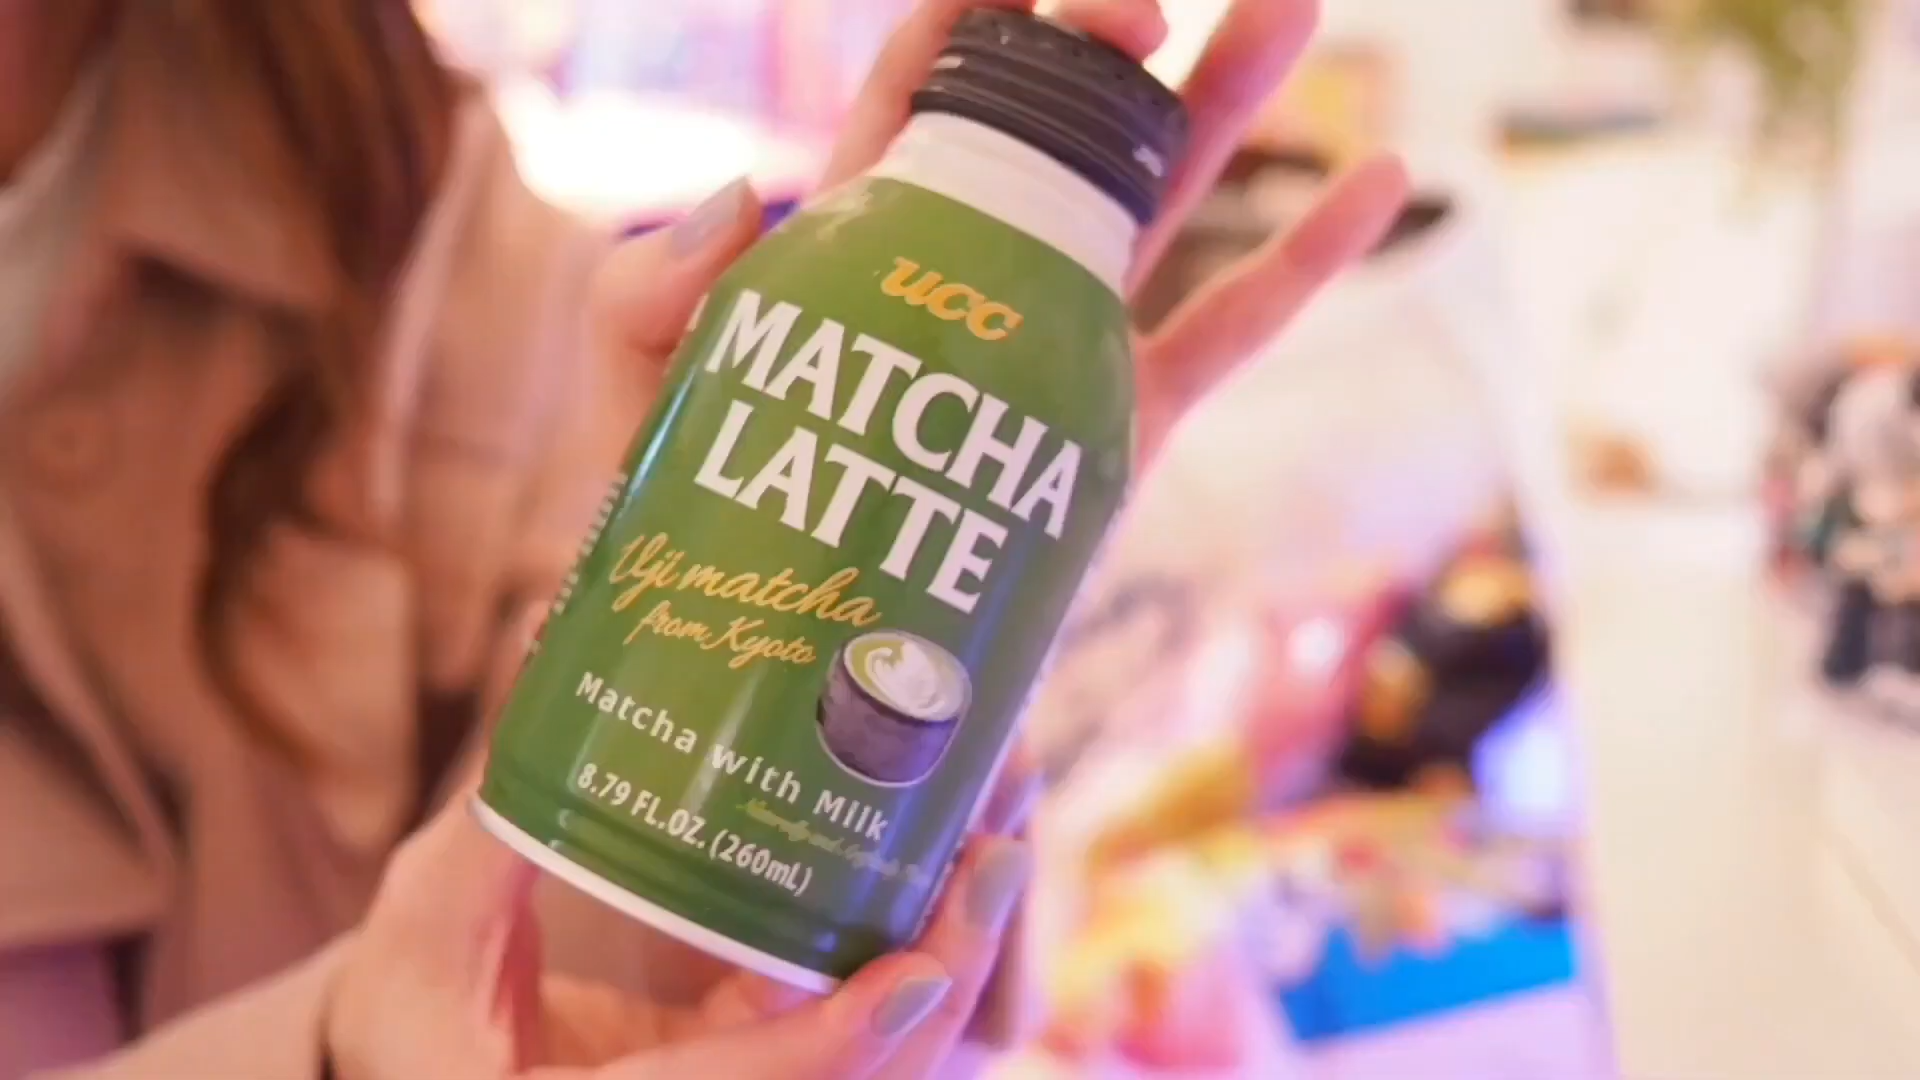 ucc
MATCHA
LATTE
Uji matcha
from Kyoto
Matcha with Milk
8.79 FL.OZ. (260mL)